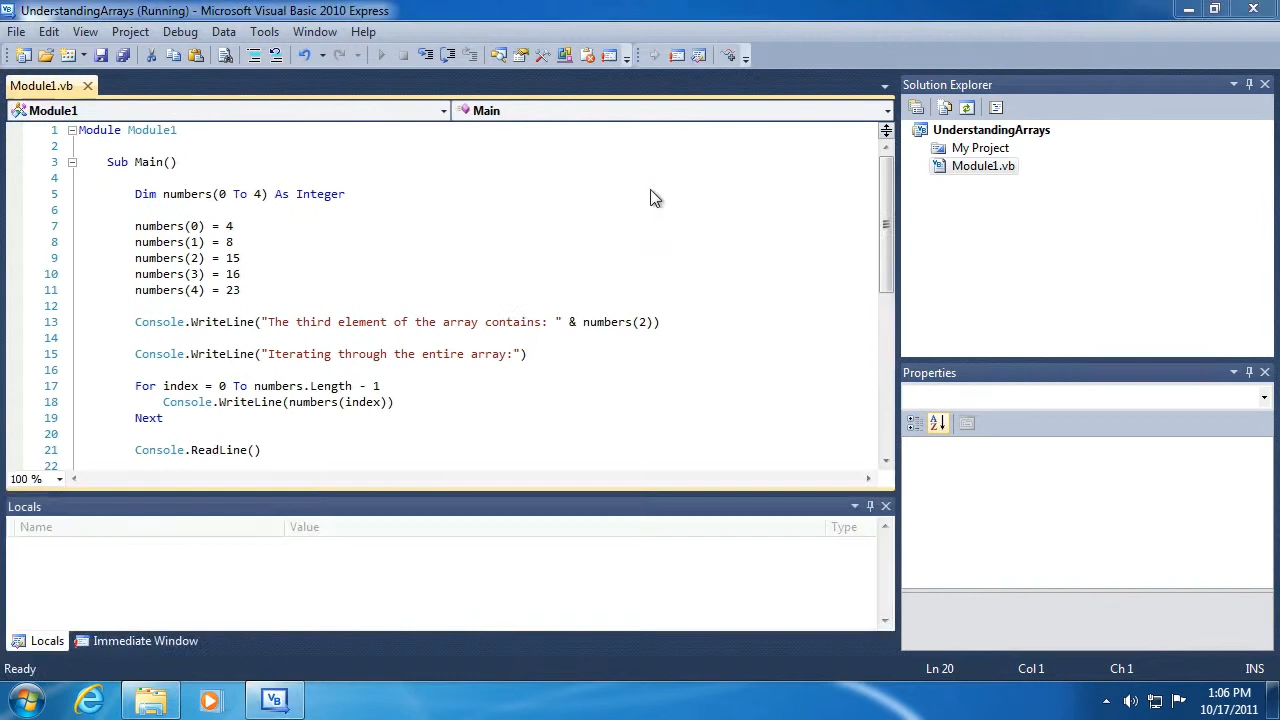 UnderstandingArrays (Running) - Microsoft Visual Basic 2010 Express
File Edit View Project Debug Data Tools Window Help
Module1.vb
Module1
Main
1 Module Module1
2
3 Sub Main()
4
5 Dim numbers(0 To 4) As Integer
6
7 numbers(0) = 4
8 numbers(1) = 8
9 numbers(2) = 15
10 numbers(3) = 16
11 numbers(4) = 23
12
13 Console.WriteLine("The third element of the array contains: " & numbers(2))
14
15 Console.WriteLine("Iterating through the entire array:")
16
17 For index = 0 To numbers.Length - 1
18 Console.WriteLine(numbers(index))
19 Next
20
21 Console.ReadLine()
22
100 %
Locals
Name Value Type
Locals Immediate Window
Solution Explorer
UnderstandingArrays
My Project
Module1.vb
Properties
Ready Ln 20 Col 1 Ch 1 INS
1:06 PM
10/17/2011